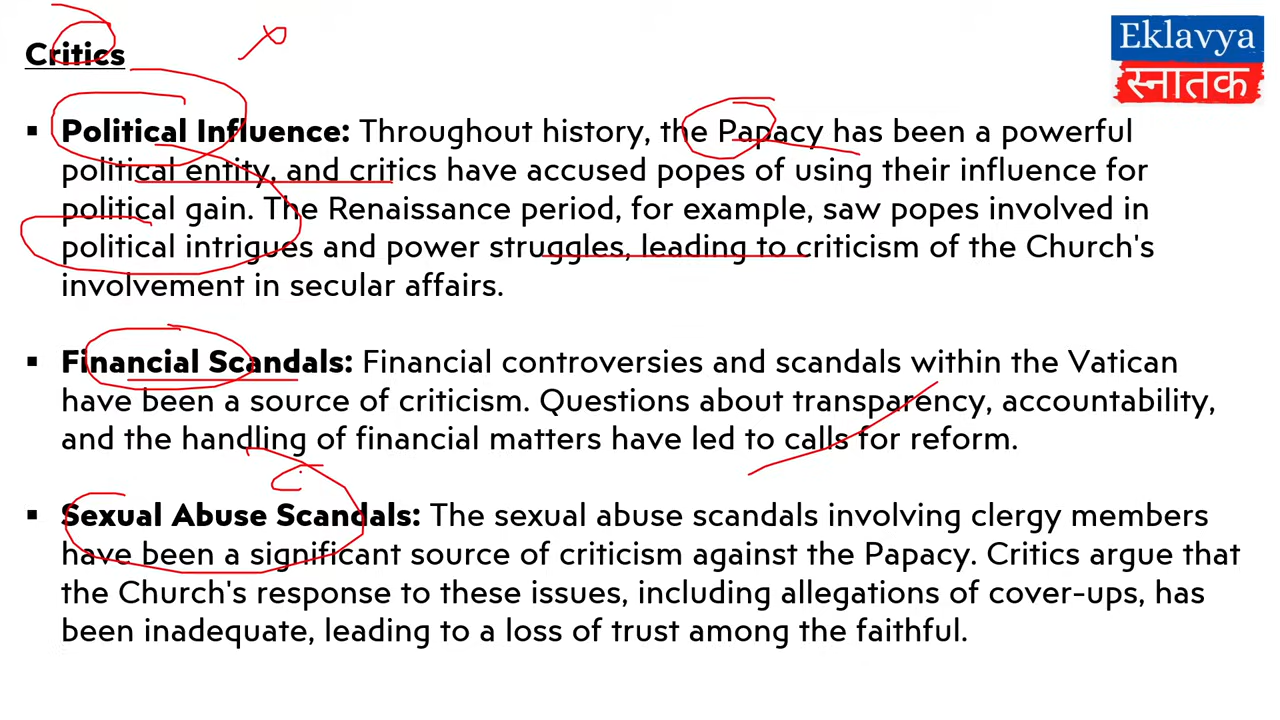 Critics
Eklavya
स्नातक
▪ Political Influence: Throughout history, the Papacy has been a powerful
political entity, and critics have accused popes of using their influence for
political gain. The Renaissance period, for example, saw popes involved in
political intrigues and power struggles, leading to criticism of the Church's
involvement in secular affairs.
▪ Financial Scandals: Financial controversies and scandals within the Vatican
have been a source of criticism. Questions about transparency, accountability,
and the handling of financial matters have led to calls for reform.
▪ Sexual Abuse Scandals: The sexual abuse scandals involving clergy members
have been a significant source of criticism against the Papacy. Critics argue that
the Church's response to these issues, including allegations of cover-ups, has
been inadequate, leading to a loss of trust among the faithful.